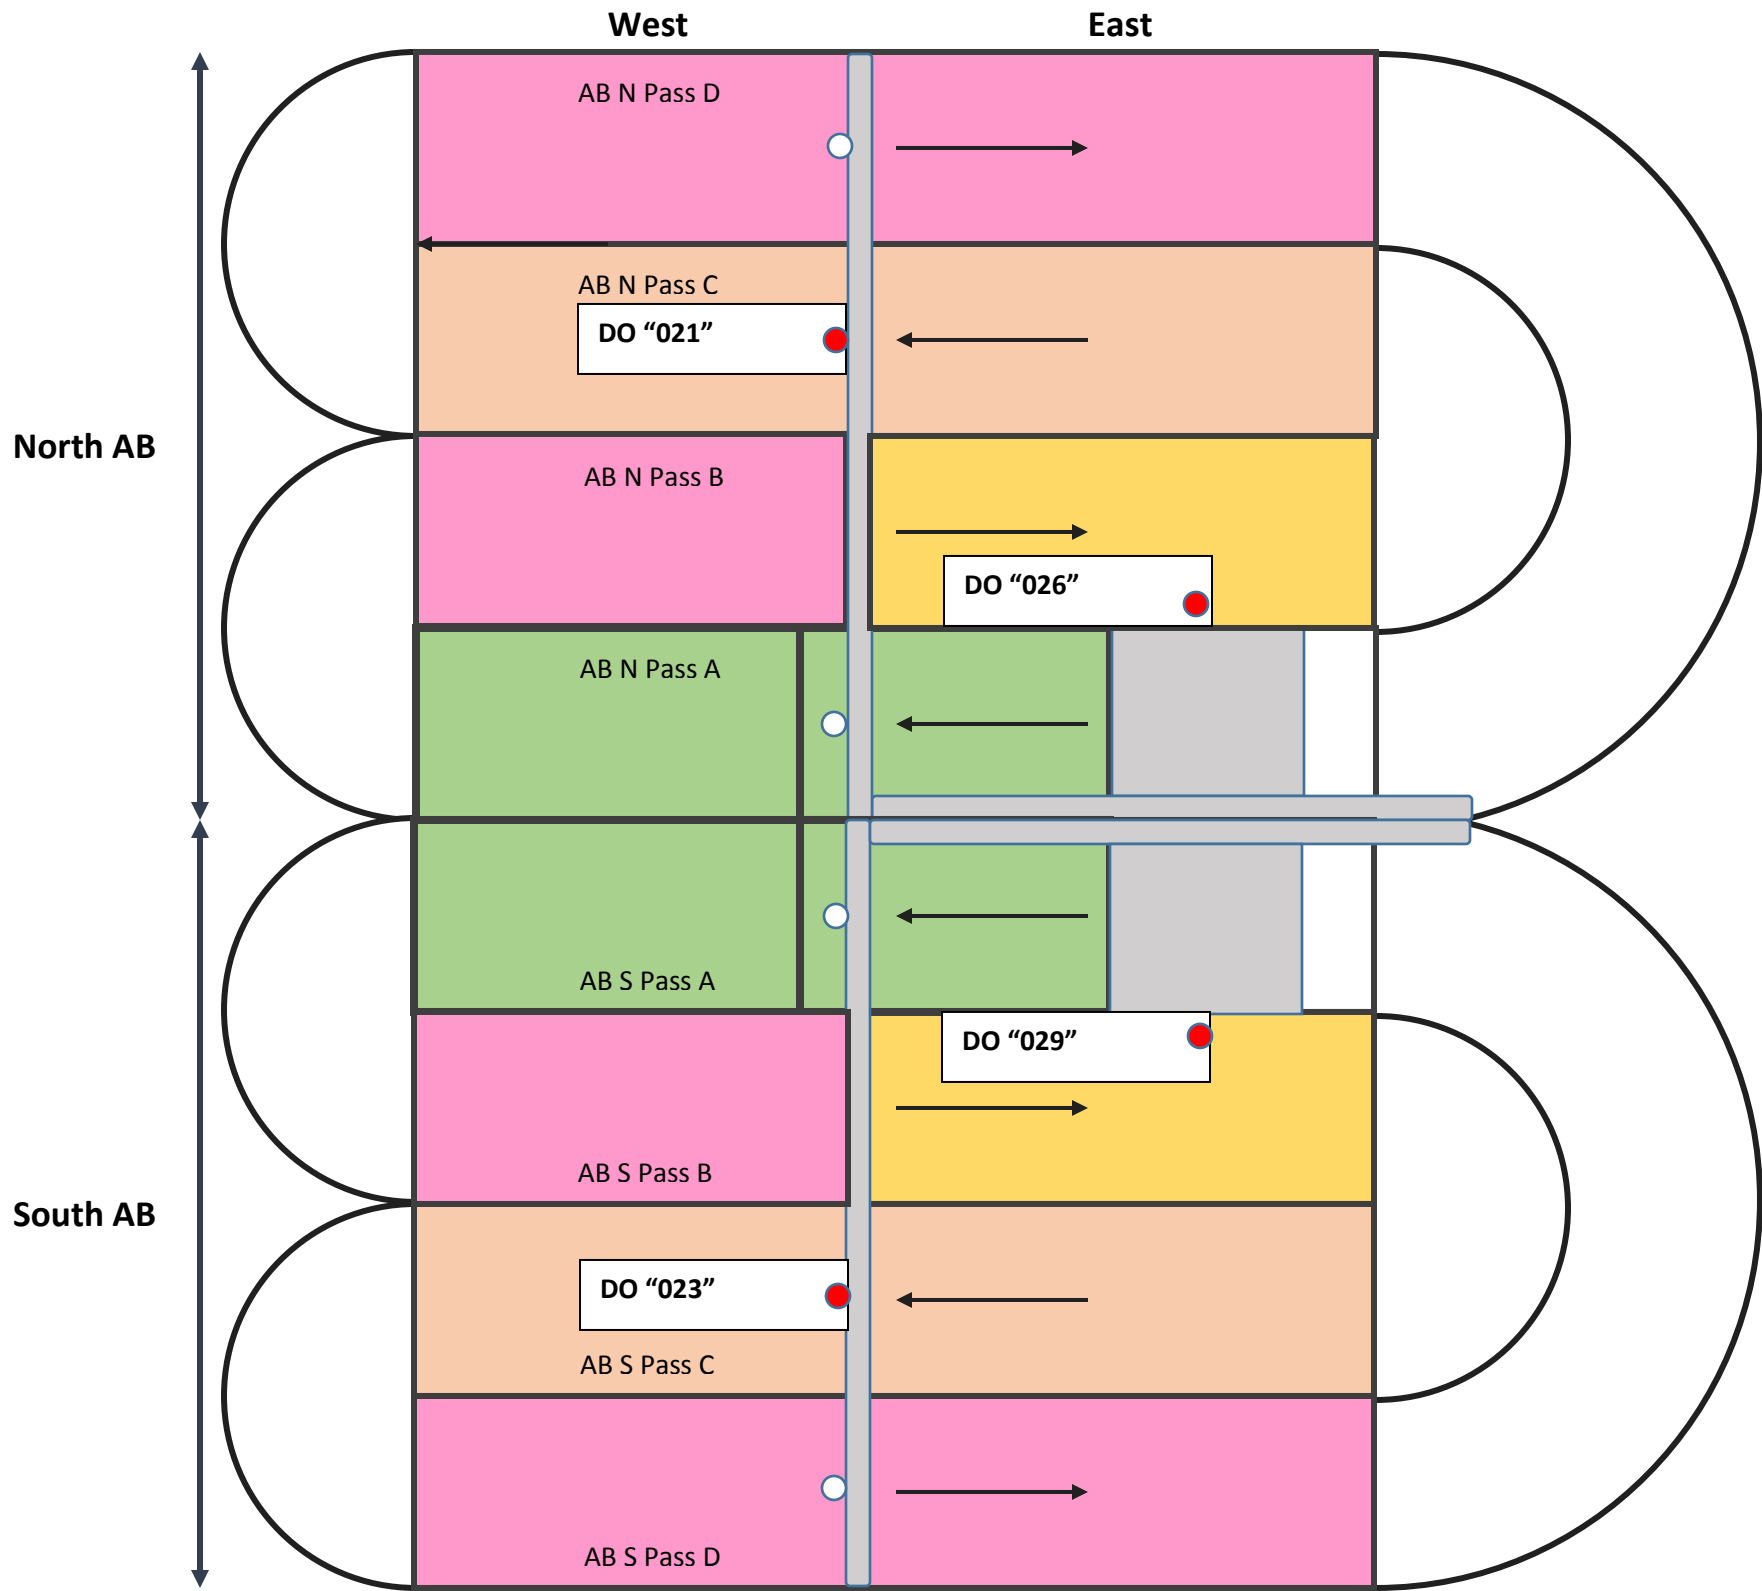 West
East
AB N Pass D
AB N Pass C
DO “021”
North AB
AB N Pass B
DO “026”
AB N Pass A
AB S Pass A
DO “029”
AB S Pass B
South AB
DO “023”
AB S Pass C
AB S Pass D